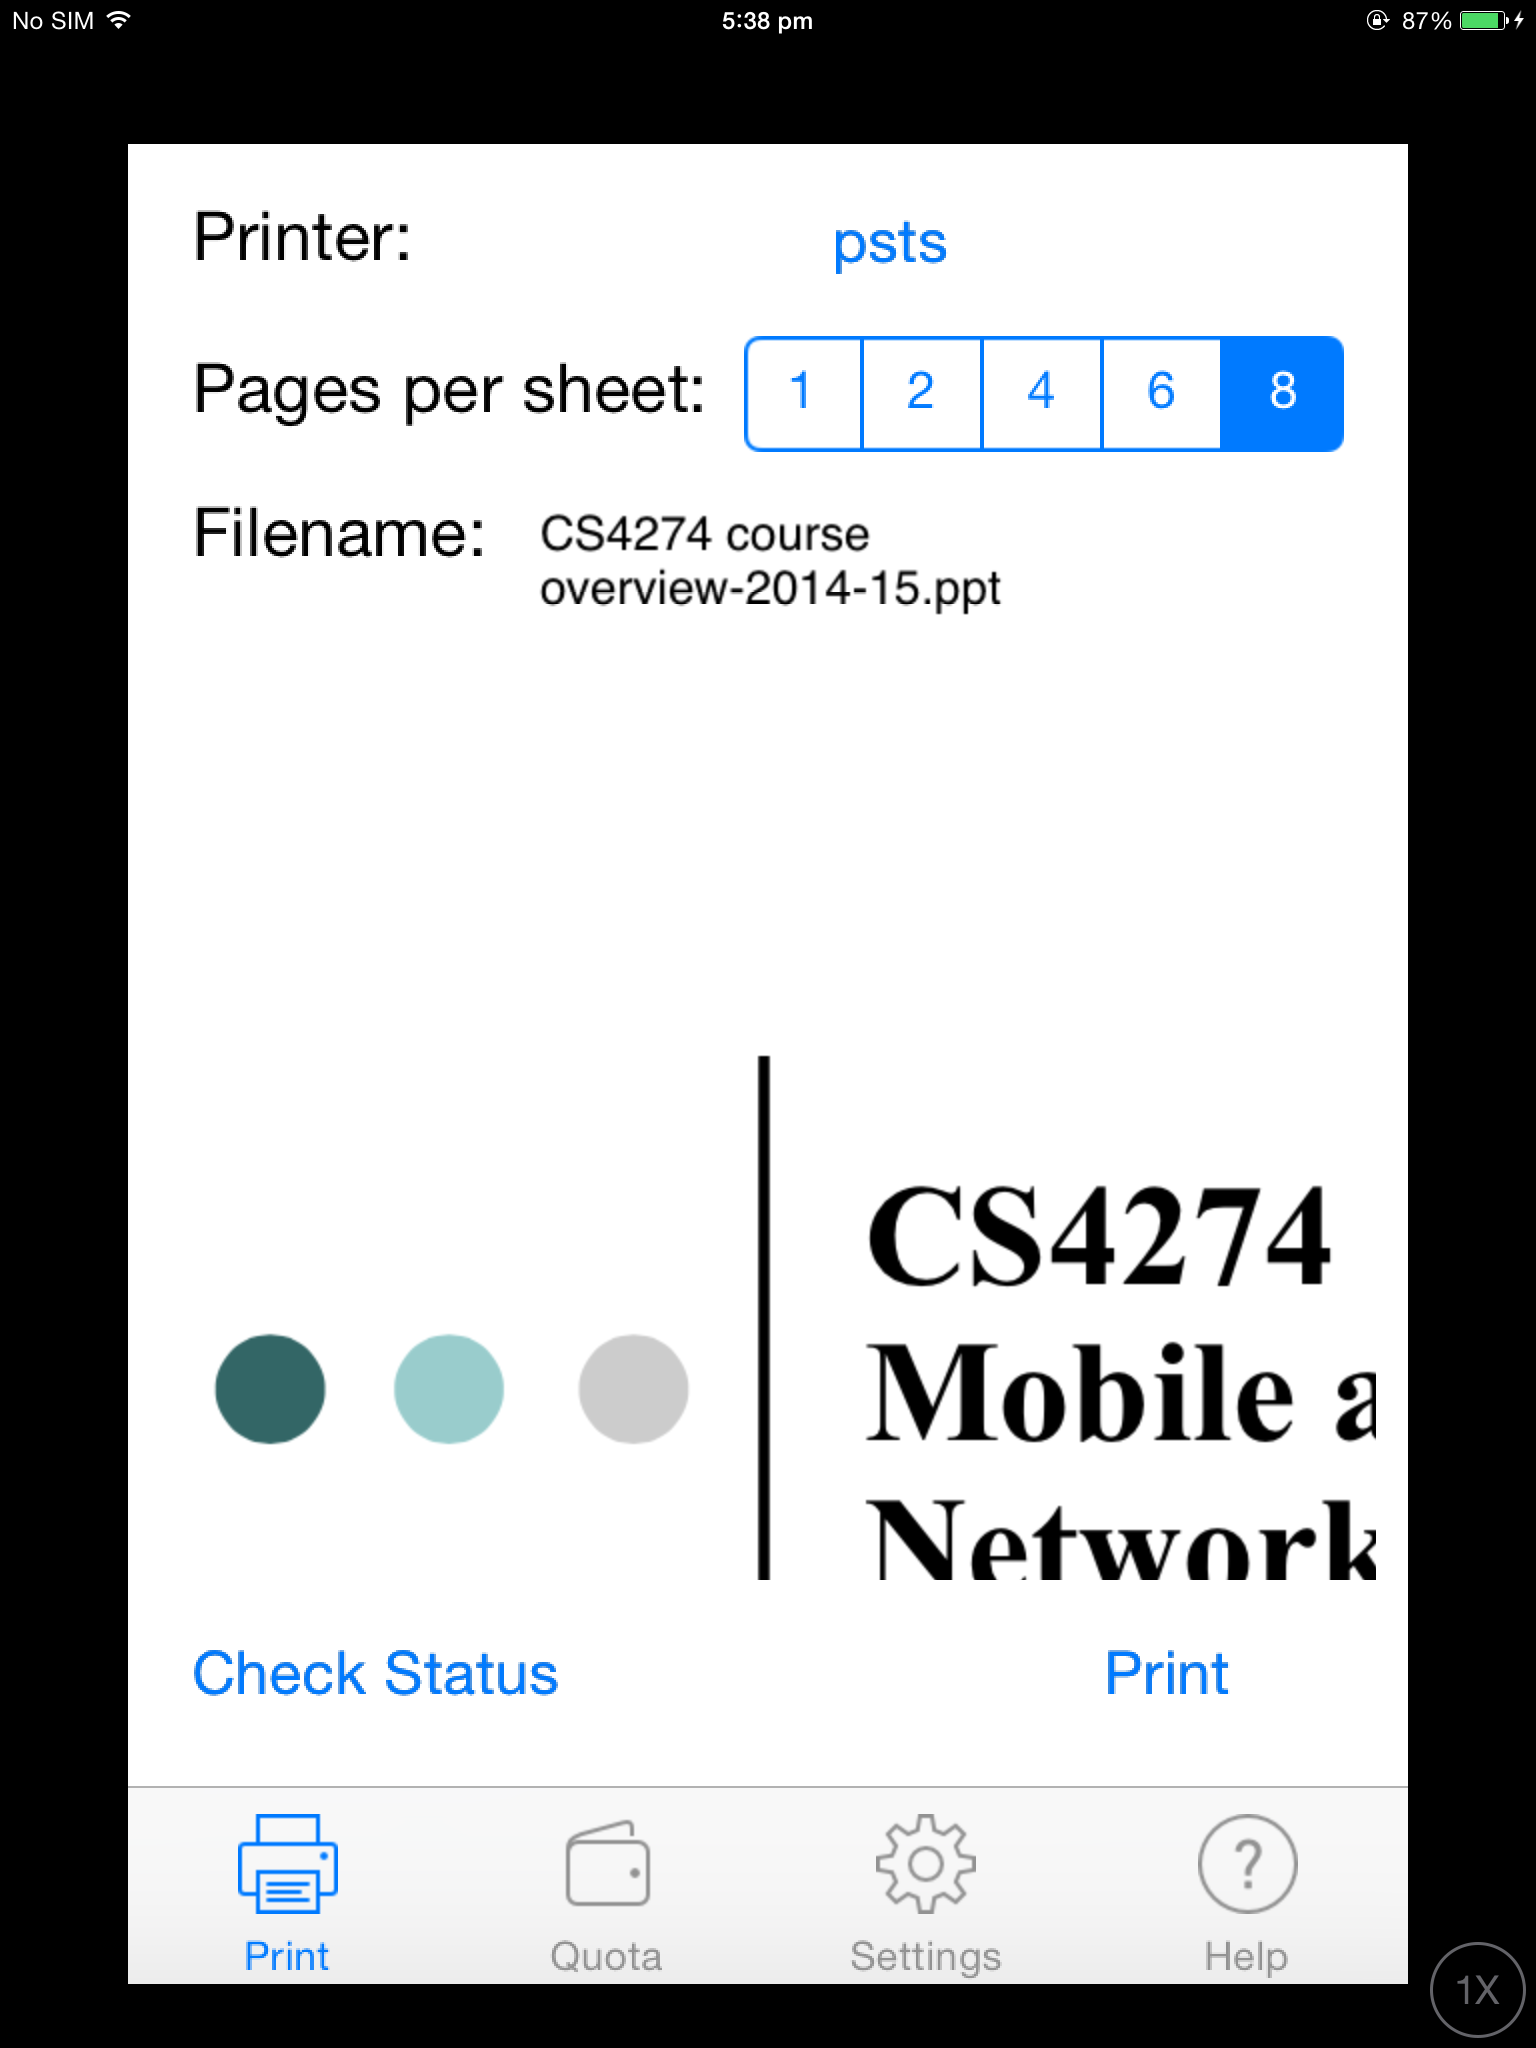 No SIM 5:38 pm 87%
Printer: psts
Pages per sheet: 1 2 4 6 8
Filename: CS4274 course
overview-2014-15.ppt
CS4274
Mobile a
Network
Check Status Print
Print Quota Settings Help
1X